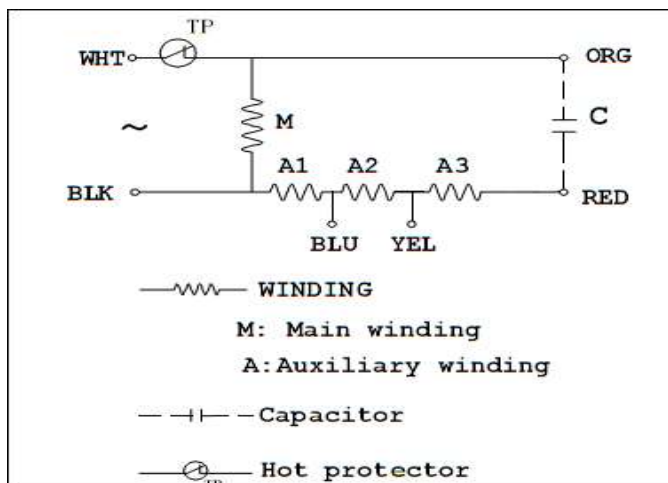 TP
WHT ORG
~ M C
A1 A2 A3
BLK RED
BLU YEL
WINDING
M: Main winding
A:Auxiliary winding
Capacitor
Hot protector